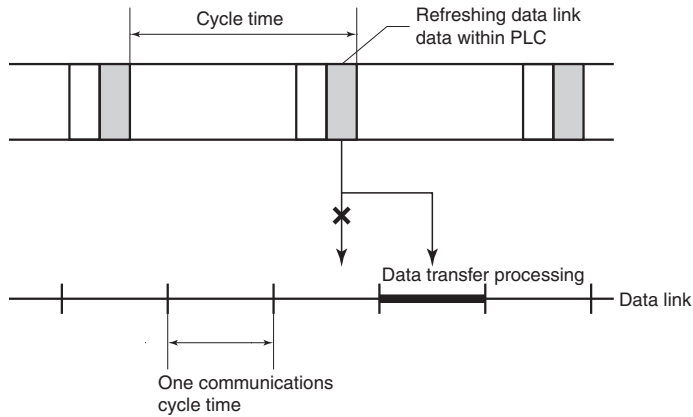 Cycle time
Refreshing data link
data within PLC
Data transfer processing
Data link
One communications
cycle time